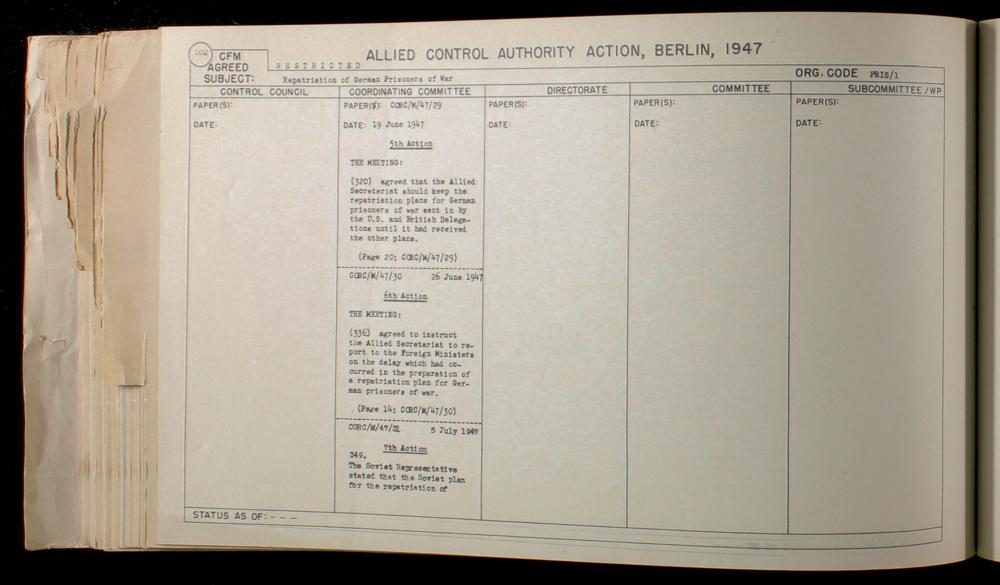 202
CFM
AGREED
RESTRICTED
ALLIED CONTROL AUTHORITY ACTION, BERLIN, 1947
SUBJECT: Repatriation of German Prisoners of War
ORG. CODE PRIS/1
CONTROL COUNCIL
PAPER(S):
DATE:
COORDINATING COMMITTEE
PAPER(S): CORC/M/47/29
DATE: 19 June 1947
5th Action
THE MEETING:
(320) agreed that the Allied
Secretariat should keep the
repatriation plans for German
prisoners of war sent in by
the U.S. and British Delega-
tions until it had received
the other plans.
(Page 20; CORC/M/47/29)
CORC/M/47/30 26 June 1947
6th Action
THE MEETING:
(336) agreed to instruct
the Allied Secretariat to re-
port to the Foreign Ministers
on the delay which had oc-
curred in the preparation of
a repatriation plan for Ger-
man prisoners of war.
(Page 14; CORC/M/47/30)
CORC/M/47/ 5 July 1947
7th Action
349.
The Soviet Representative
stated that the Soviet plan
for the repatriation of
DIRECTORATE
PAPER(S):
DATE:
COMMITTEE
PAPER(S):
DATE:
SUBCOMMITTEE/WP
PAPER(S):
DATE:
STATUS AS OF: - - -